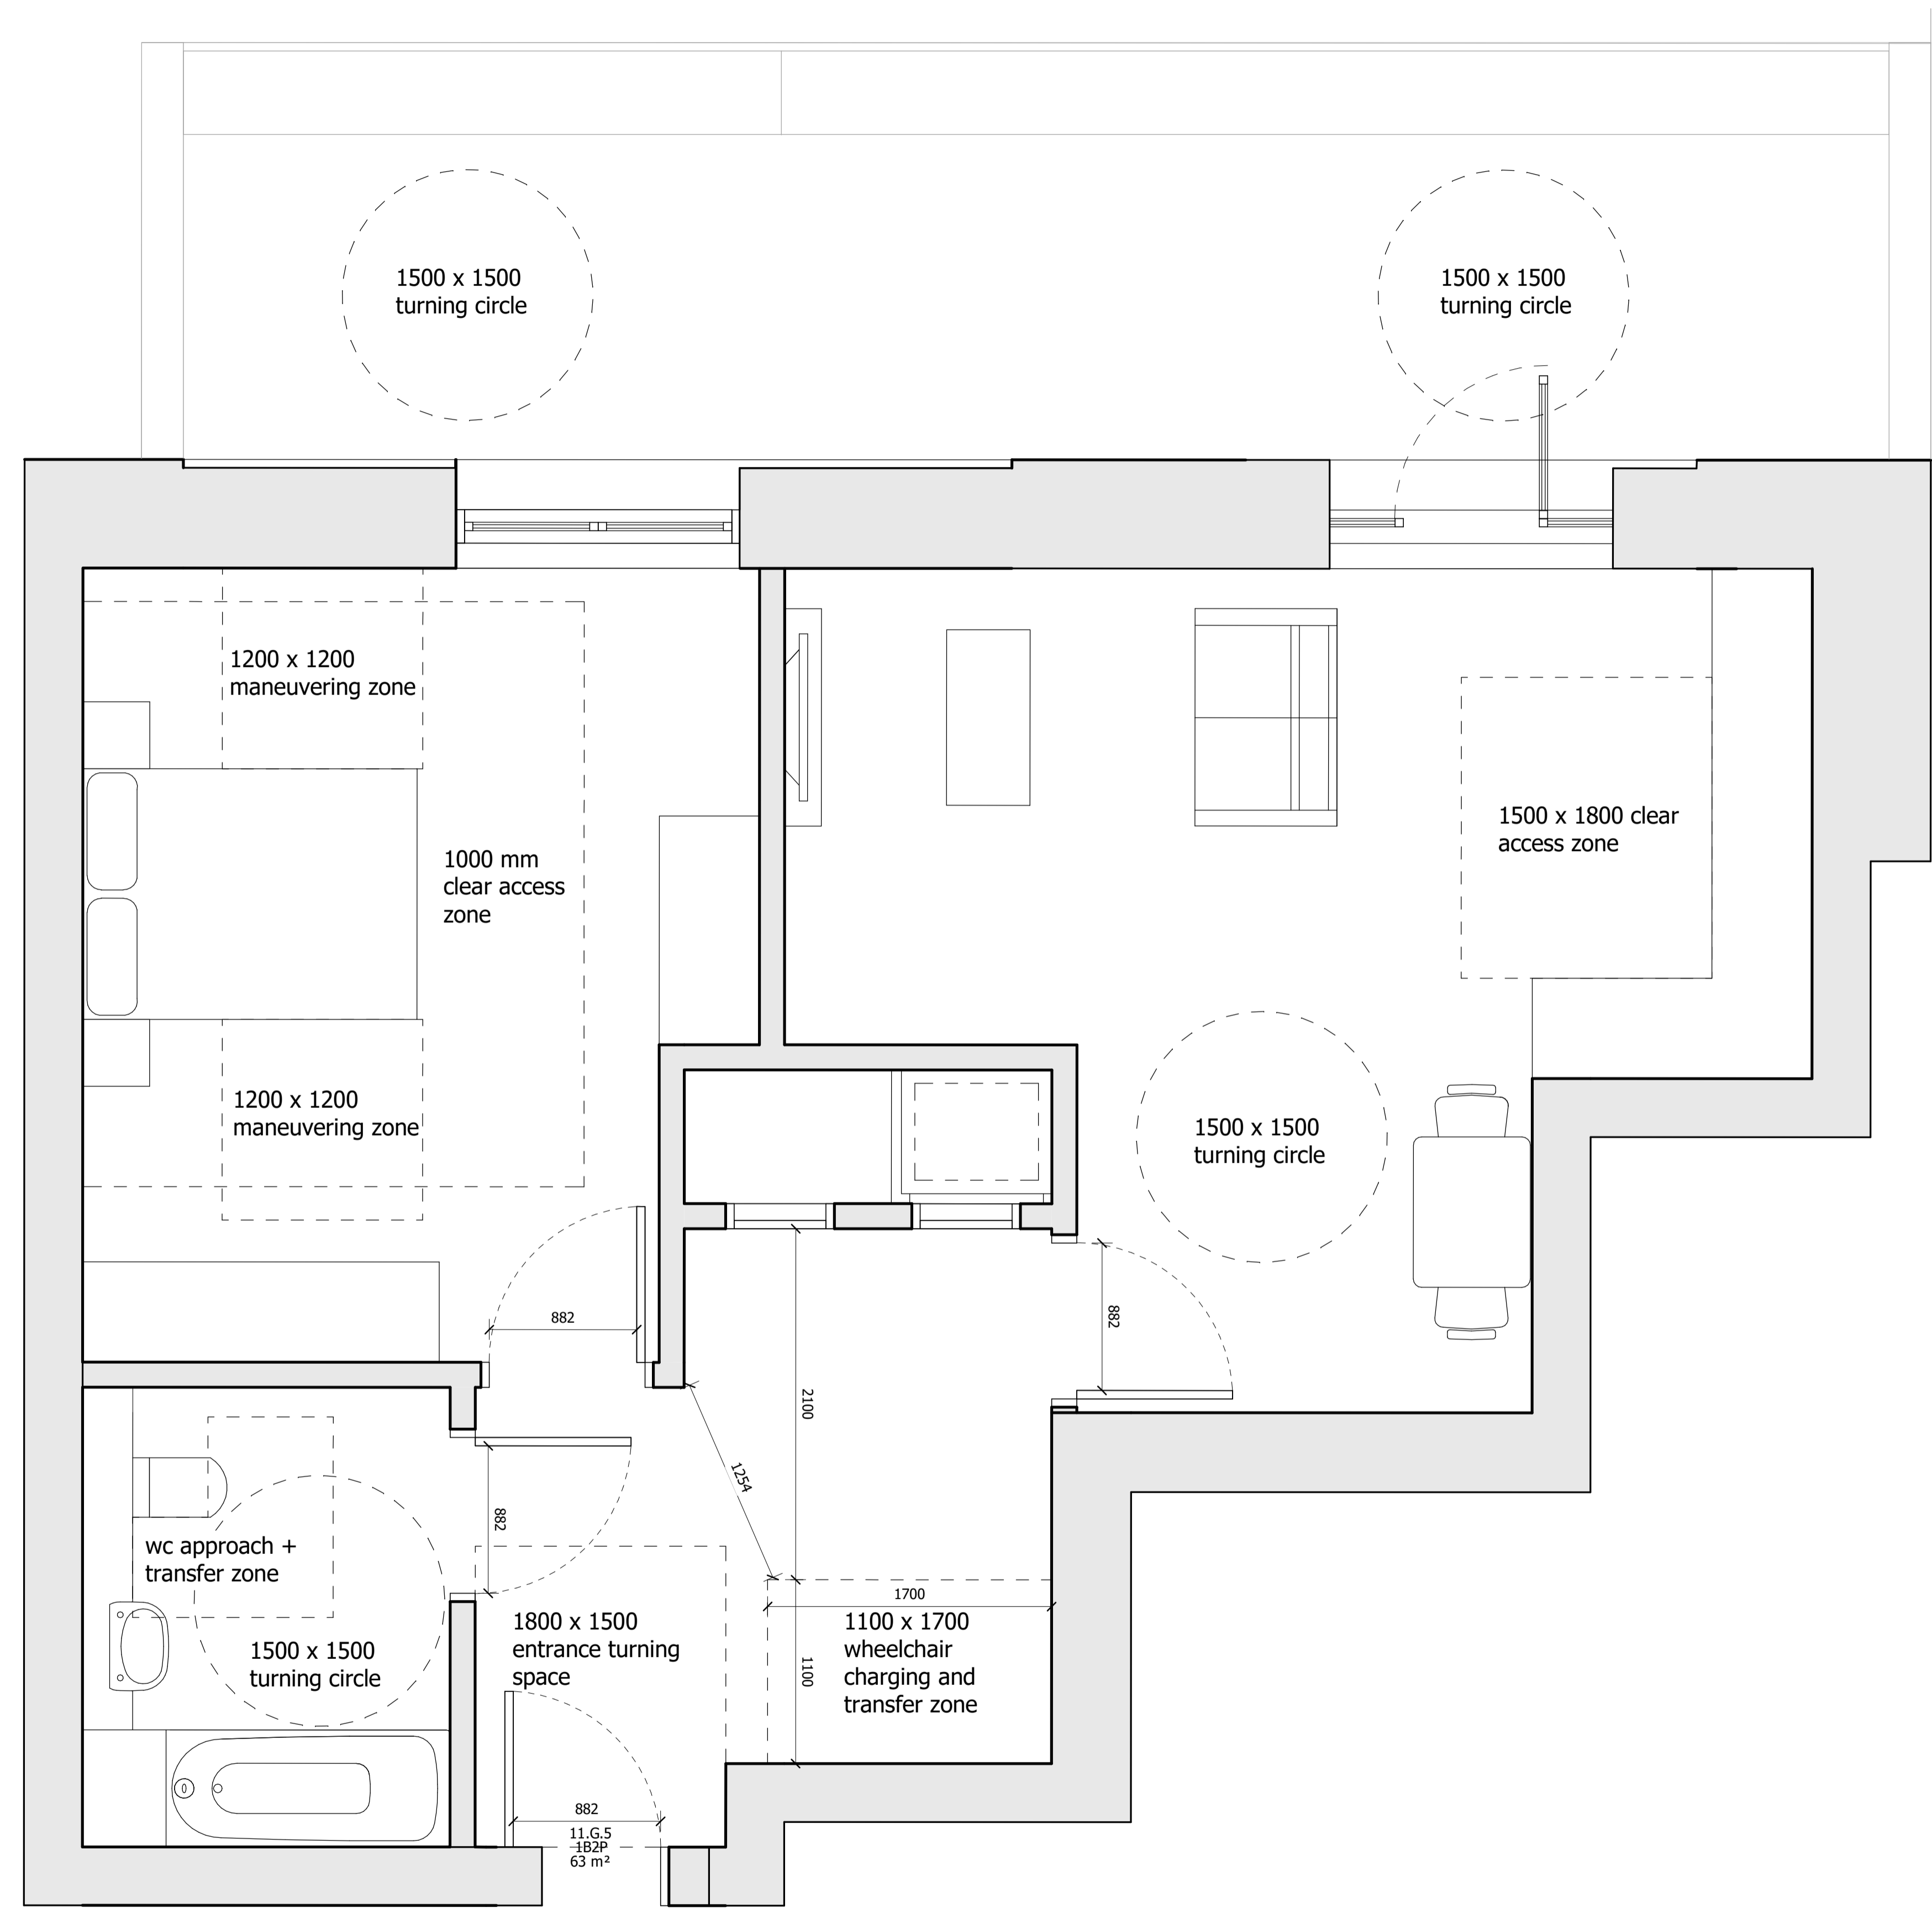 1500 x 1500
turning circle
1500 x 1500
turning circle
1200 x 1200
maneuvering zone
1500 x 1800 clear
access zone
1000 mm
clear access
zone
1200 x 1200
maneuvering zone
1500 x 1500
turning circle
882
882
2100
1254
882
wc approach +
transfer zone
1700
1800 x 1500
entrance turning
space
1100 x 1700
wheelchair
charging and
transfer zone
1100
1500 x 1500
turning circle
882
11.G.5
1B2P
63 m²